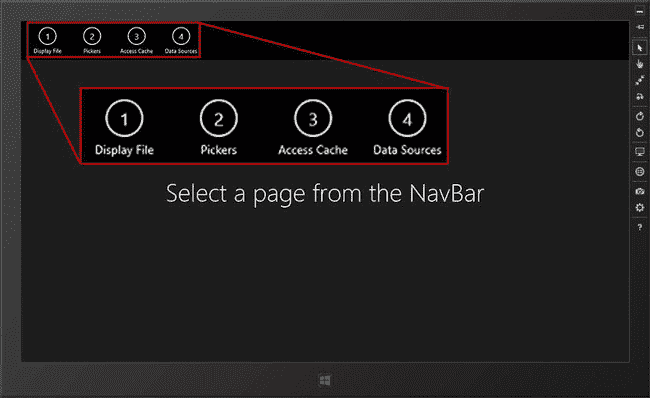 1 2 3 4
Display File Pickers Access Cache Data Sources
1 2 3 4
Display File Pickers Access Cache Data Sources
Select a page from the NavBar
?